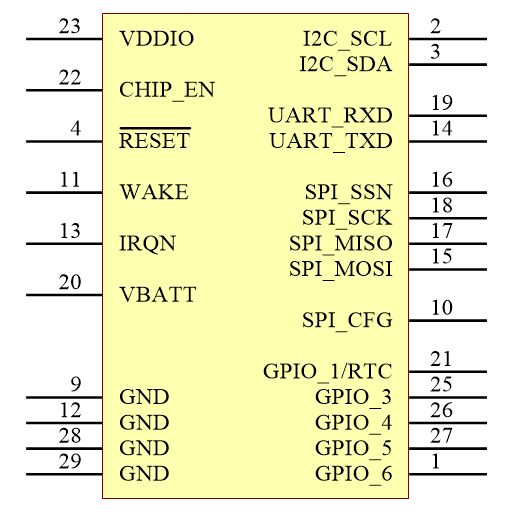 23 VDDIO I2C_SCL 2
I2C_SDA 3
22 CHIP_EN
UART_RXD 19
4 RESET UART_TXD 14
11 WAKE SPI_SSN 16
SPI_SCK 18
13 IRQN SPI_MISO 17
SPI_MOSI 15
20 VBATT
SPI_CFG 10
GPIO_1/RTC 21
9 GND GPIO_3 25
12 GND GPIO_4 26
28 GND GPIO_5 27
29 GND GPIO_6 1